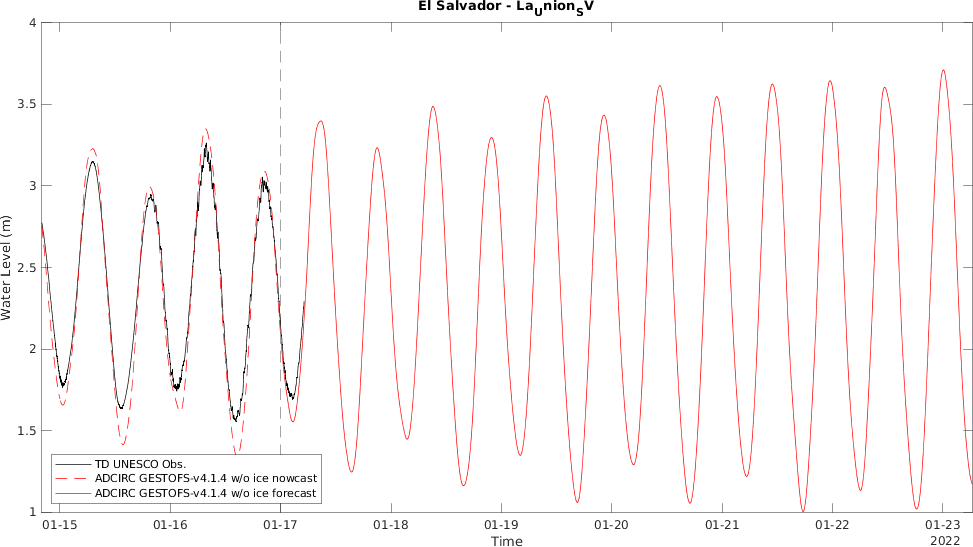 El Salvador - LaUnionSV
4
3.5
3
2.5
2
1.5
1
Water Level (m)
TD UNESCO Obs.
ADCIRC GESTOFS-v4.1.4 w/o ice nowcast
ADCIRC GESTOFS-v4.1.4 w/o ice forecast
01-15 01-16 01-17 01-18 01-19 01-20 01-21 01-22 01-23
Time 2022